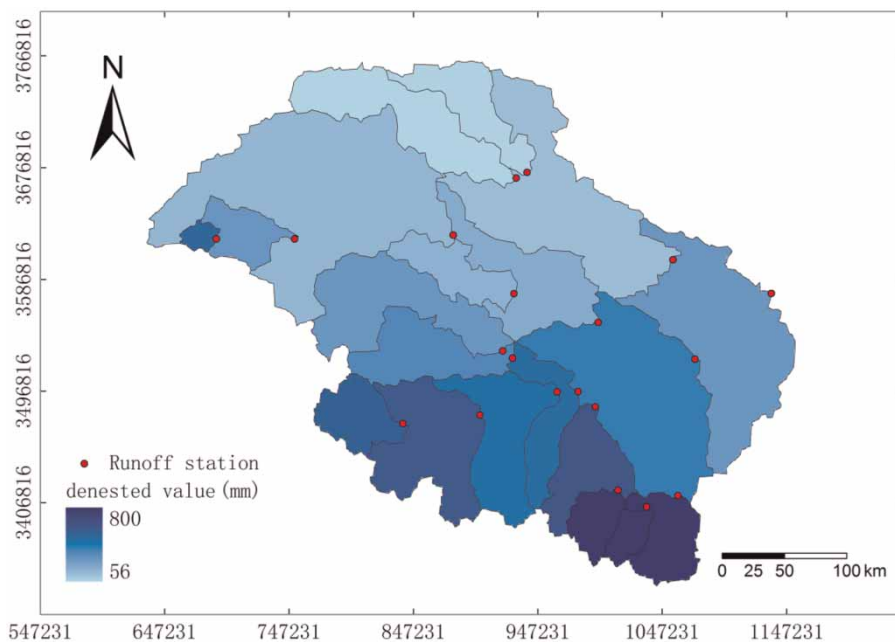 N
3766816
3676816
3586816
3496816
3406816
Runoff station
denested value(mm)
800
56
0 25 50 100 km
547231 647231 747231 847231 947231 1047231 1147231